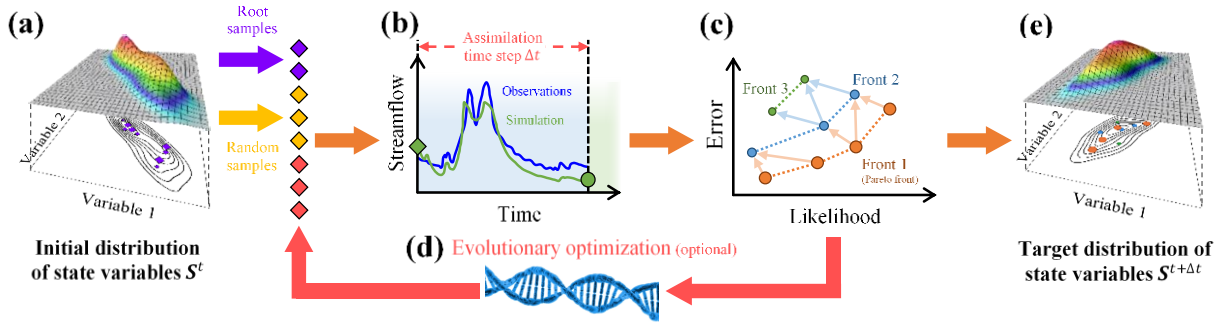 (a)
Variable 2
Variable 1
Initial distribution
of state variables S^t
Root
samples
Random
samples
(b)
Assimilation
time step Δt
Observations
Simulation
Streamflow
Time
(c)
Front 3
Front 2
Front 1
(Pareto front)
Error
Likelihood
(d) Evolutionary optimization (optional)
(e)
Variable 2
Variable 1
Target distribution of
state variables S^{t+Δt}